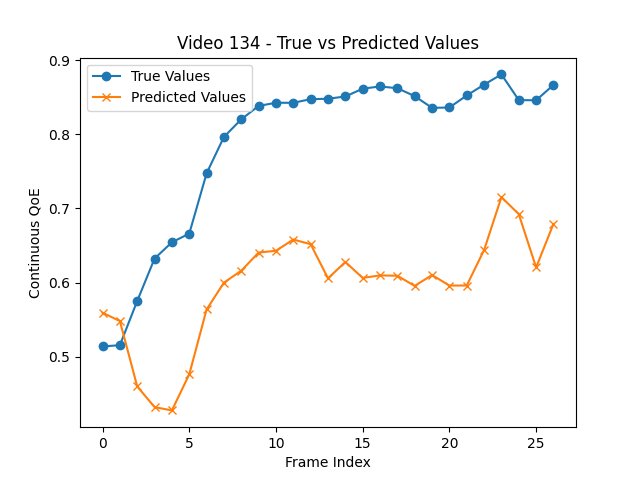 Video 134 - True vs Predicted Values
True Values
Predicted Values
Continuous QoE
0.9
0.8
0.7
0.6
0.5
0 5 10 15 20 25
Frame Index